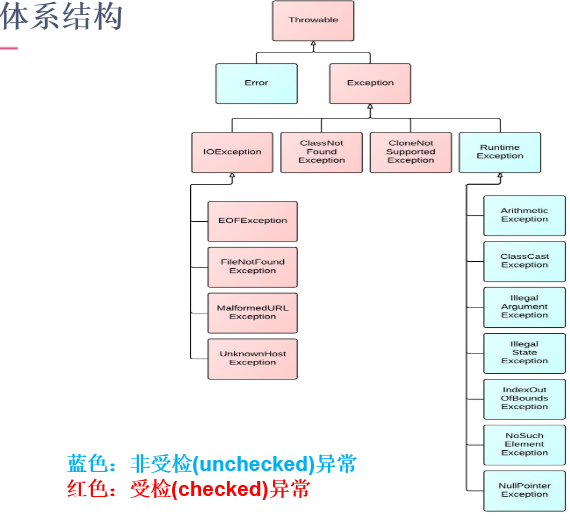 体系结构
Throwable
Error
Exception
IOException
ClassNot
Found
Exception
CloneNot
Supported
Exception
Runtime
Exception
EOFException
FileNotFound
Exception
MalformedURL
Exception
UnknownHost
Exception
Arithmetic
Exception
ClassCast
Exception
Illegal
Argument
Exception
Illegal
State
Exception
IndexOut
OfBounds
Exception
NoSuch
Element
Exception
NullPointer
Exception
蓝色：非受检(unchecked)异常
红色：受检(checked)异常